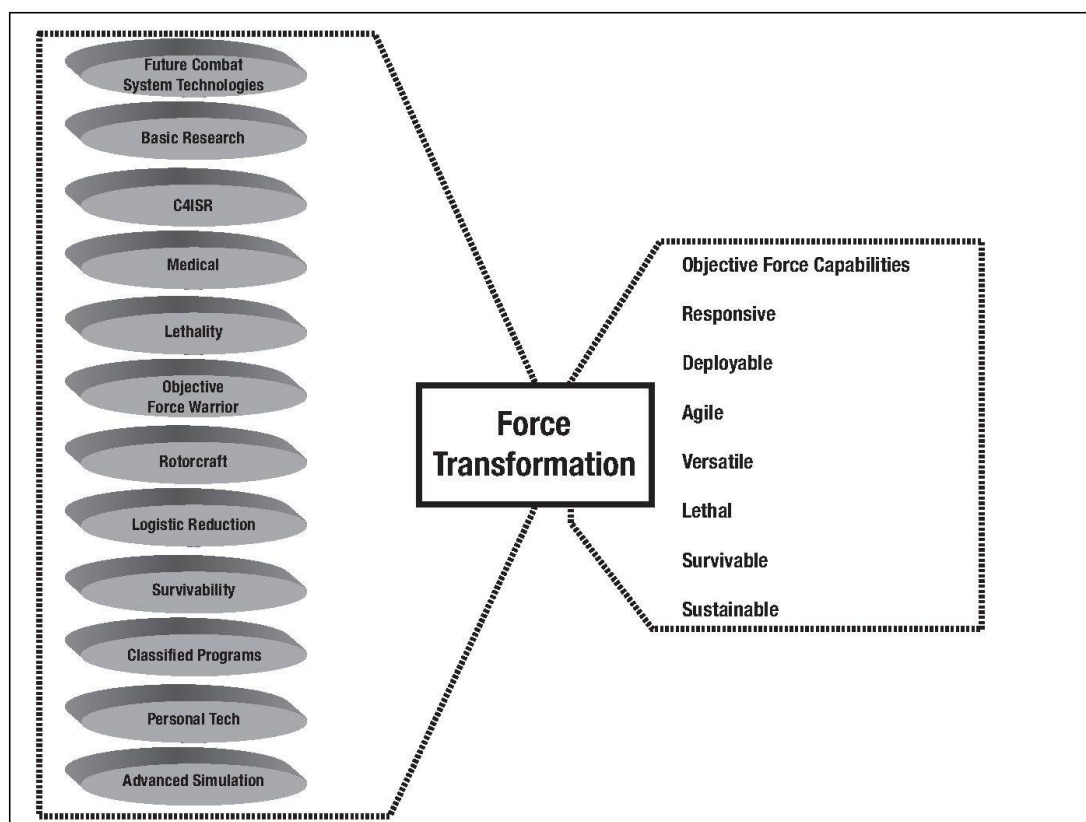 Future Combat
System Technologies
Basic Research
C4ISR
Medical
Lethality
Objective
Force Warrior
Rotorcraft
Logistic Reduction
Survivability
Classified Programs
Personal Tech
Advanced Simulation
Force
Transformation
Objective Force Capabilities
Responsive
Deployable
Agile
Versatile
Lethal
Survivable
Sustainable